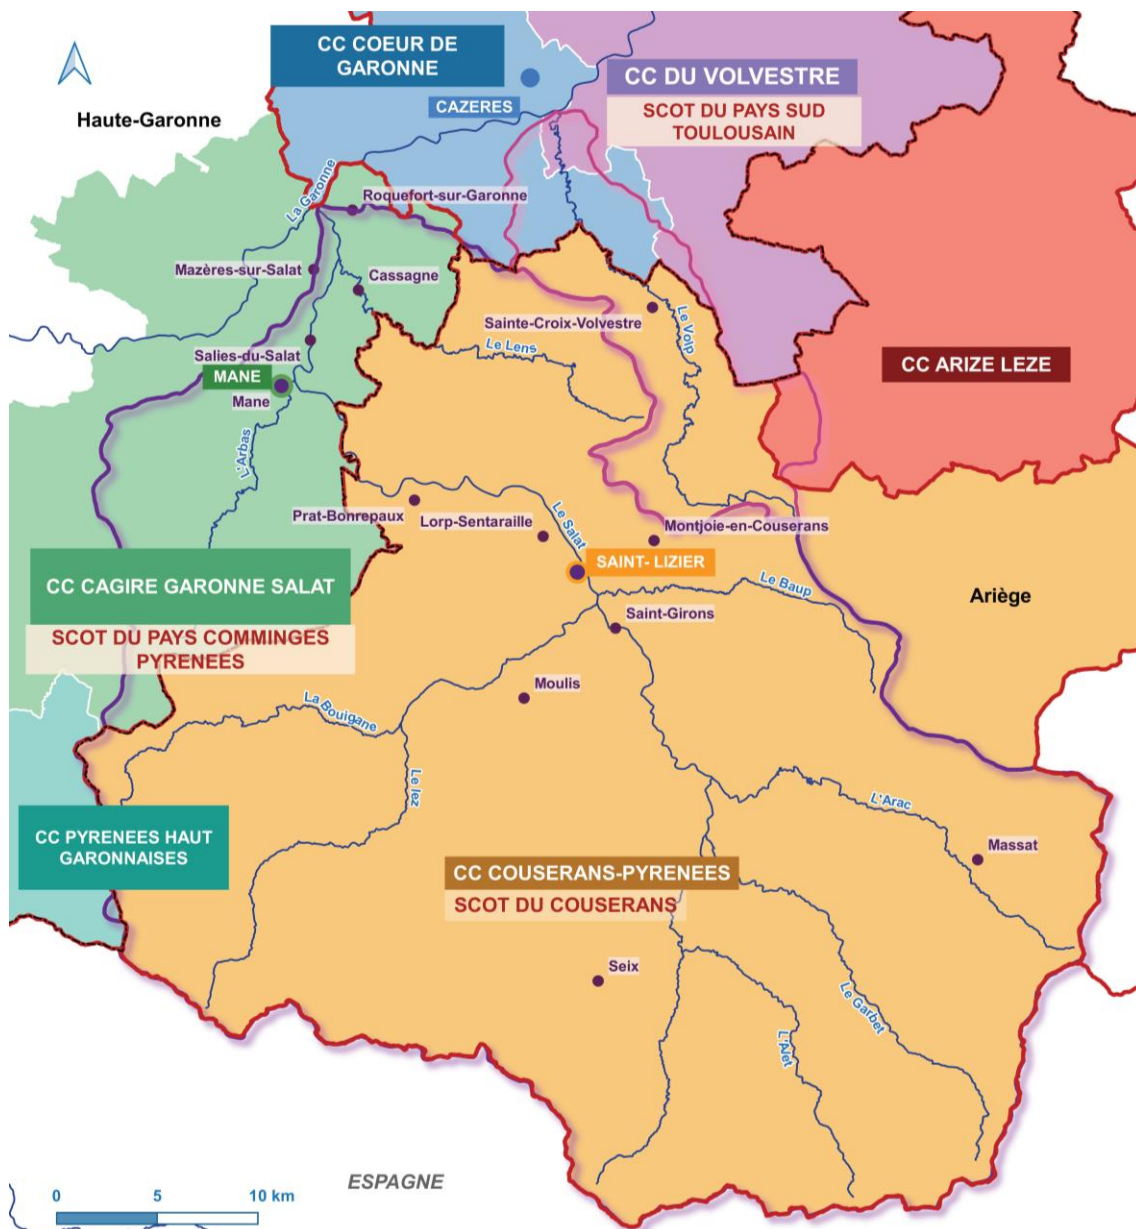 CC COEUR DE
GARONNE
CAZERES
CC DU VOLVESTRE
SCOT DU PAYS SUD
TOULOUSAIN
Haute-Garonne
La Garonne
Roquefort-sur-Garonne
Mazères-sur-Salat
Cassagne
Sainte-Croix-Volvestre
Le Volp
Salies-du-Salat
Le Lens
CC ARIZE LEZE
MANE
Mane
L'Arbas
Prat-Bonrepaux
Lorp-Sentaraille
Le Salat
Montjoie-en-Couserans
SAINT- LIZIER
CC CAGIRE GARONNE SALAT
SCOT DU PAYS COMMINGES
PYRENEES
Le Baup
Ariège
Saint-Girons
Moulis
La Bouigane
Le lez
L'Arac
CC PYRENEES HAUT
GARONNAISES
Massat
CC COUSERANS-PYRENEES
SCOT DU COUSERANS
Seix
Le Garbet
L'Alet
ESPAGNE
0 5 10 km